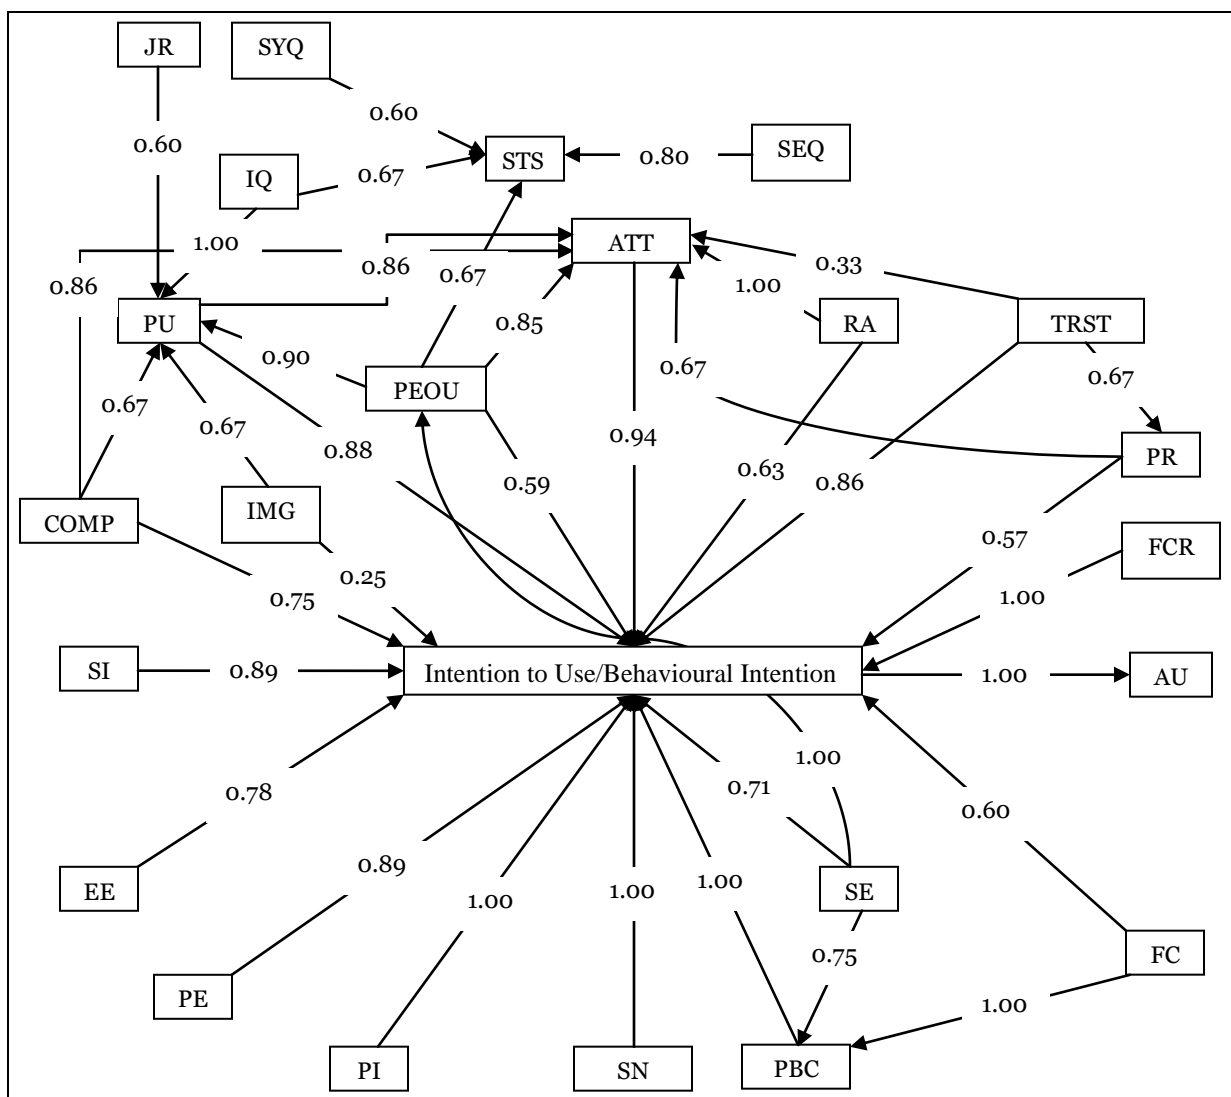 JR
SYQ
0.60
0.60
STS
0.80
SEQ
IQ
0.67
1.00
ATT
0.86
0.86
0.67
1.00
0.33
PU
0.85
RA
TRST
0.90
PEOU
0.67
0.67
0.67
0.67
0.88
0.94
0.63
0.86
PR
COMP
IMG
0.59
0.57
FCR
0.75
0.25
1.00
SI
0.89
Intention to Use/Behavioural Intention
1.00
AU
0.78
0.71
1.00
0.60
EE
0.89
1.00
1.00
1.00
SE
0.75
FC
PE
1.00
PI
SN
PBC